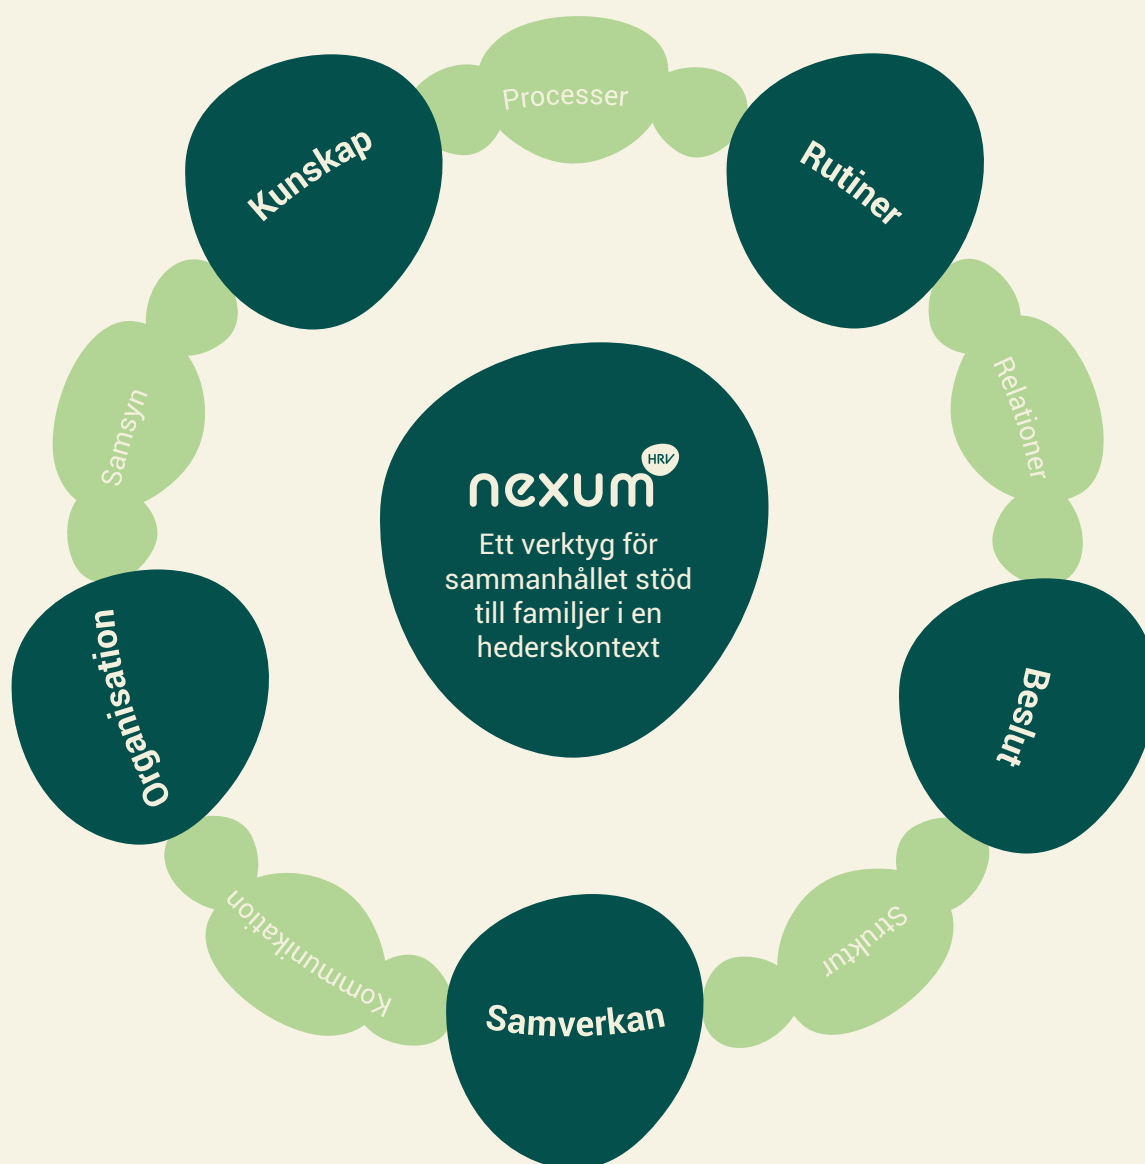 Processer
Kunskap
Rutiner
Relationer
Samsyn
HRV
nexum
Ett verktyg för
sammanhållet stöd
till familjer i en
hederskontext
Organisation
Beslut
Struktur
Kommunikation
Samverkan